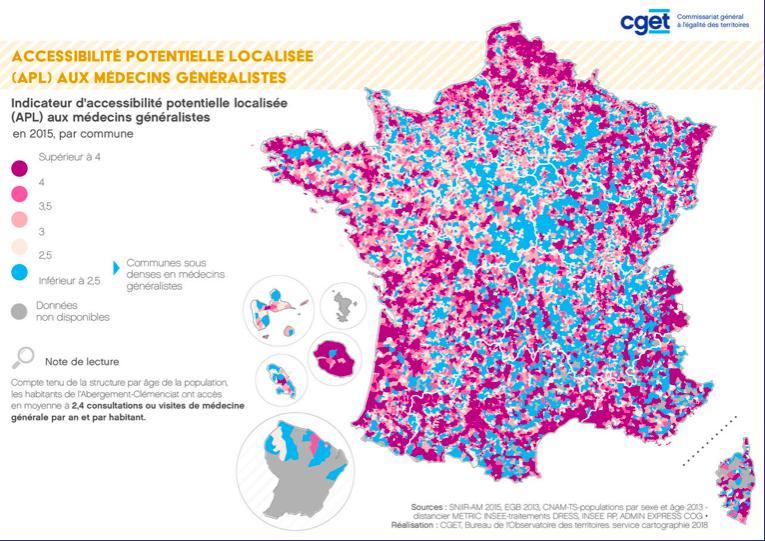 cget
Commissariat général
à l'égalité des territoires
ACCESSIBILITÉ POTENTIELLE LOCALISÉE
(APL) AUX MÉDECINS GÉNÉRALISTES
Indicateur d'accessibilité potentielle localisée
(APL) aux médecins généralistes
en 2015, par commune
Supérieur à 4
4
3,5
3
2,5
Inférieur à 2,5
Communes sous
denses en médecins
généralistes
Données
non disponibles
Note de lecture
Compte tenu de la structure par âge de la population,
les habitants de l'Abergement-Clémenciat ont accès
en moyenne à 2,4 consultations ou visites de médecine
générale par an et par habitant.
Sources : SNIIR-AM 2015, EGB 2013, CNAM-TS-populations par sexe et âge 2013 -
distancier METRIC INSEE-traitements DRESS, INSEE RP, ADMIN EXPRESS COG •
Réalisation : CGET, Bureau de l'Observatoire des territoires. service cartographie 2018